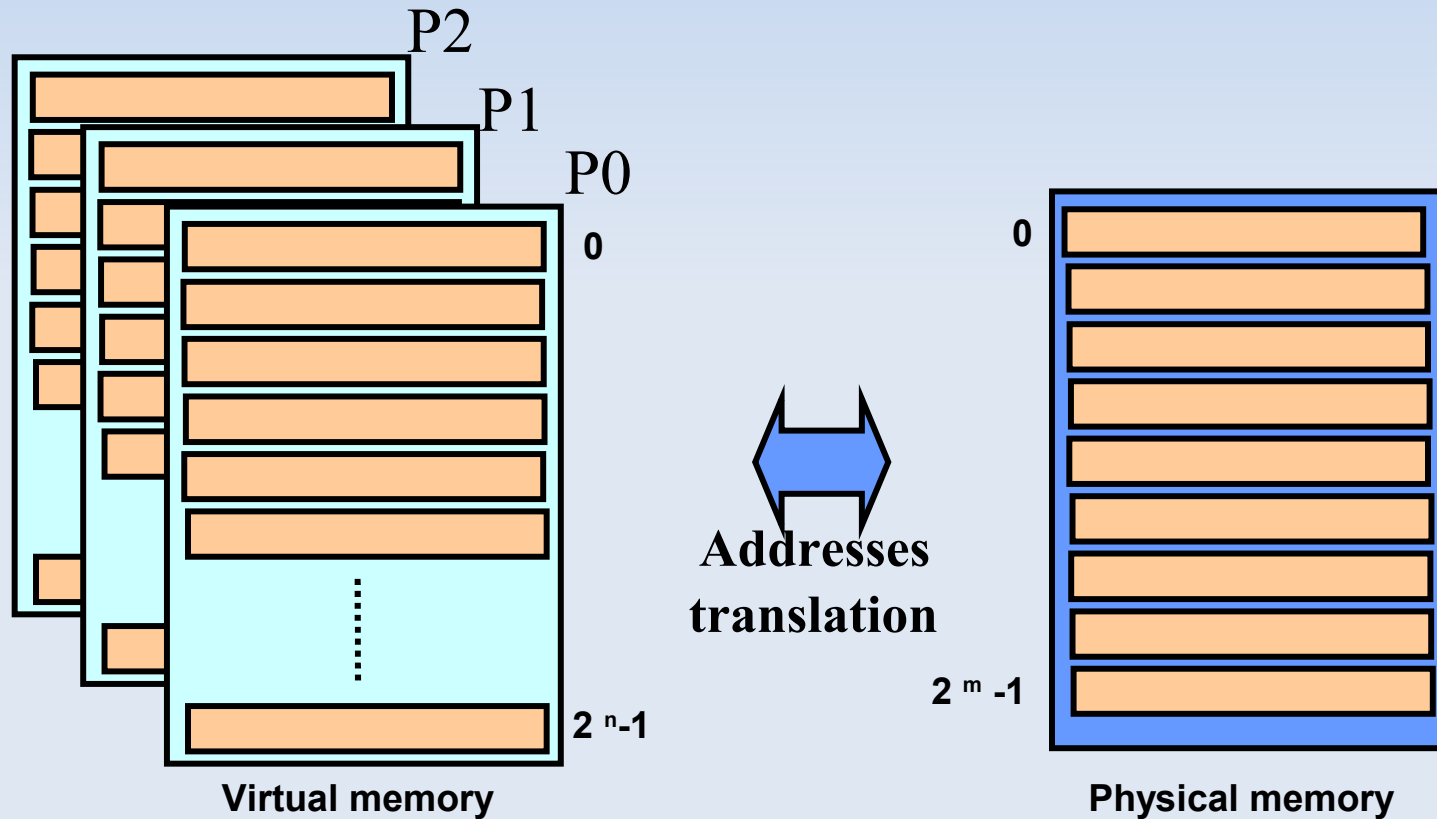 P2
P1
P0
0
0
Addresses
translation
2 ᵐ -1
2 ⁿ-1
Virtual memory
Physical memory